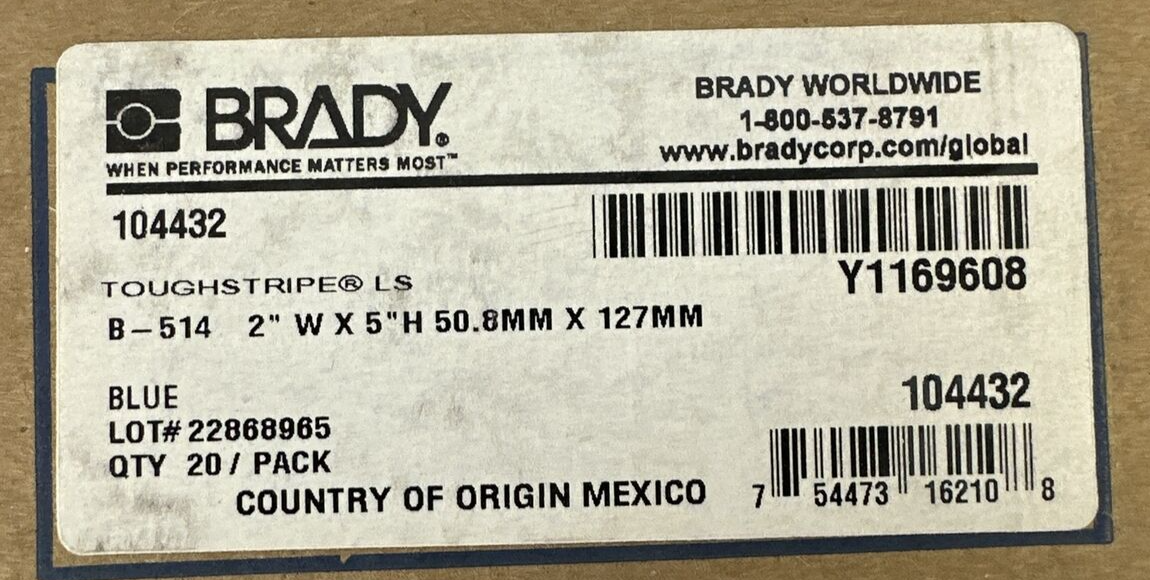 BRADY®
WHEN PERFORMANCE MATTERS MOST™
BRADY WORLDWIDE
1-800-537-8791
www.bradycorp.com/global
104432
Y1169608
TOUGHSTRIPE® LS
B-514 2" W X 5"H 50.8MM X 127MM
BLUE
104432
LOT# 22868965
QTY 20 / PACK
COUNTRY OF ORIGIN MEXICO
7 54473 16210 8